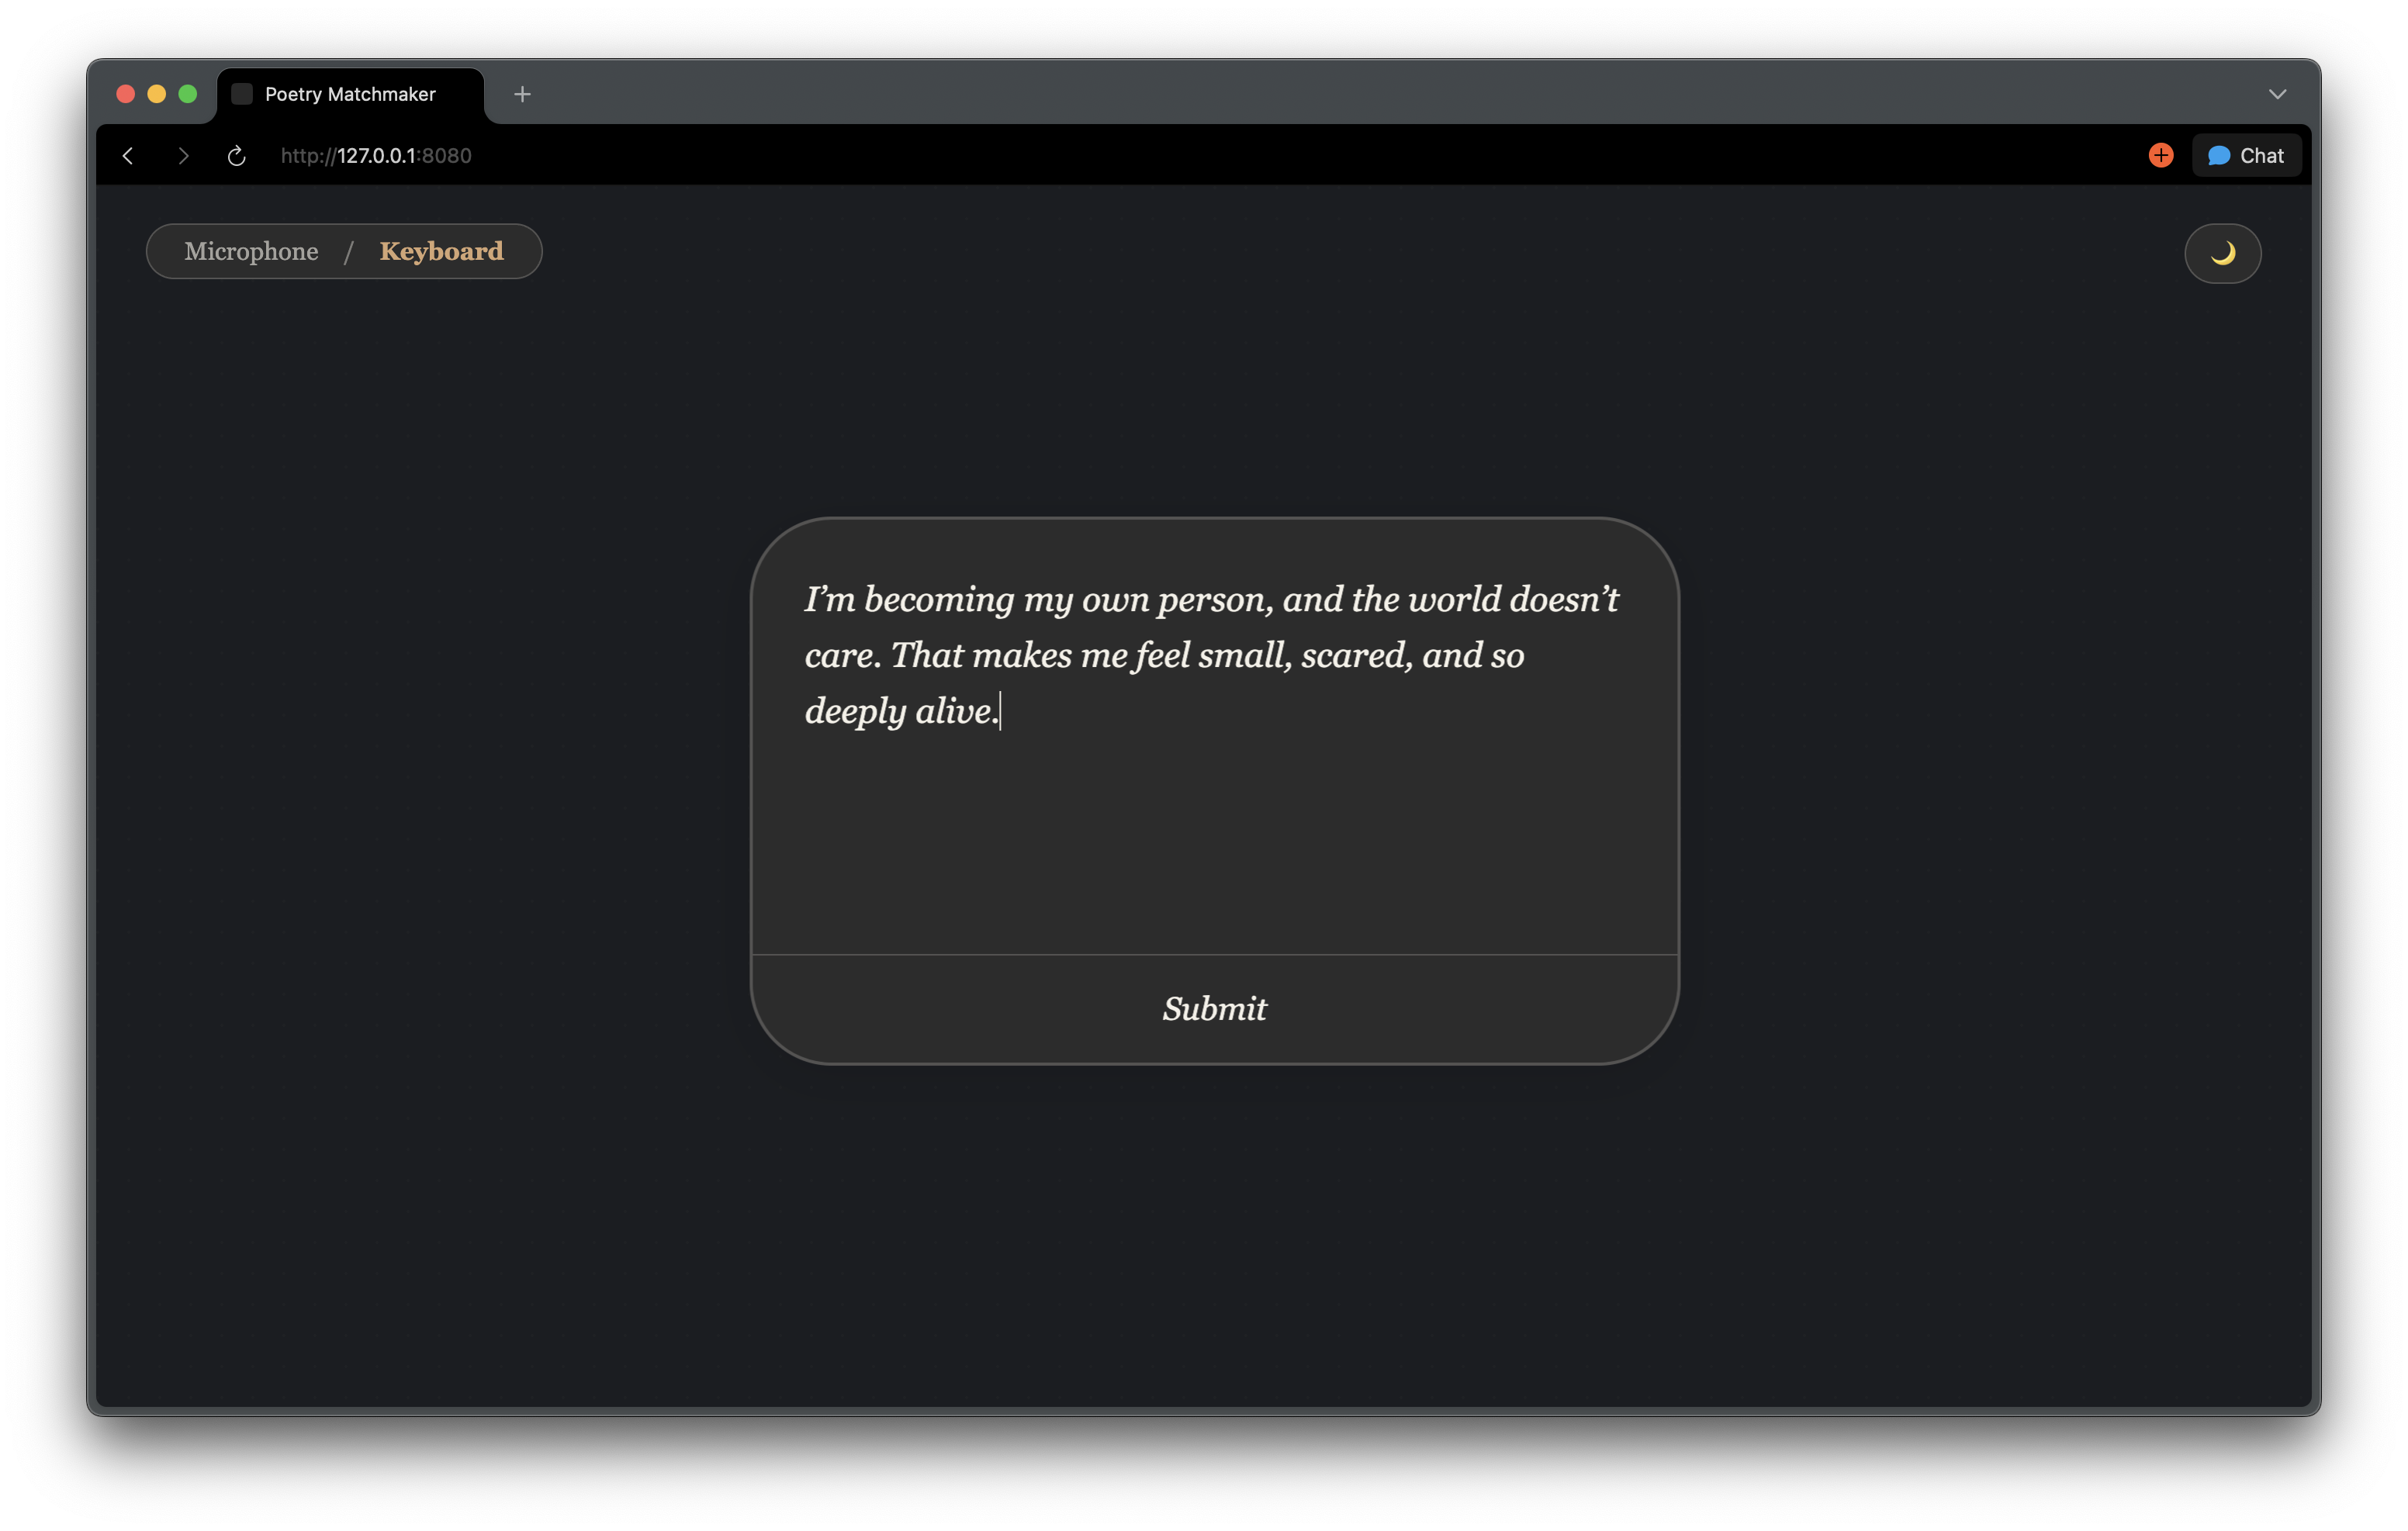 Poetry Matchmaker
http://127.0.0.1:8080
Chat
Microphone / Keyboard
I’m becoming my own person, and the world doesn’t
care. That makes me feel small, scared, and so
deeply alive.
Submit